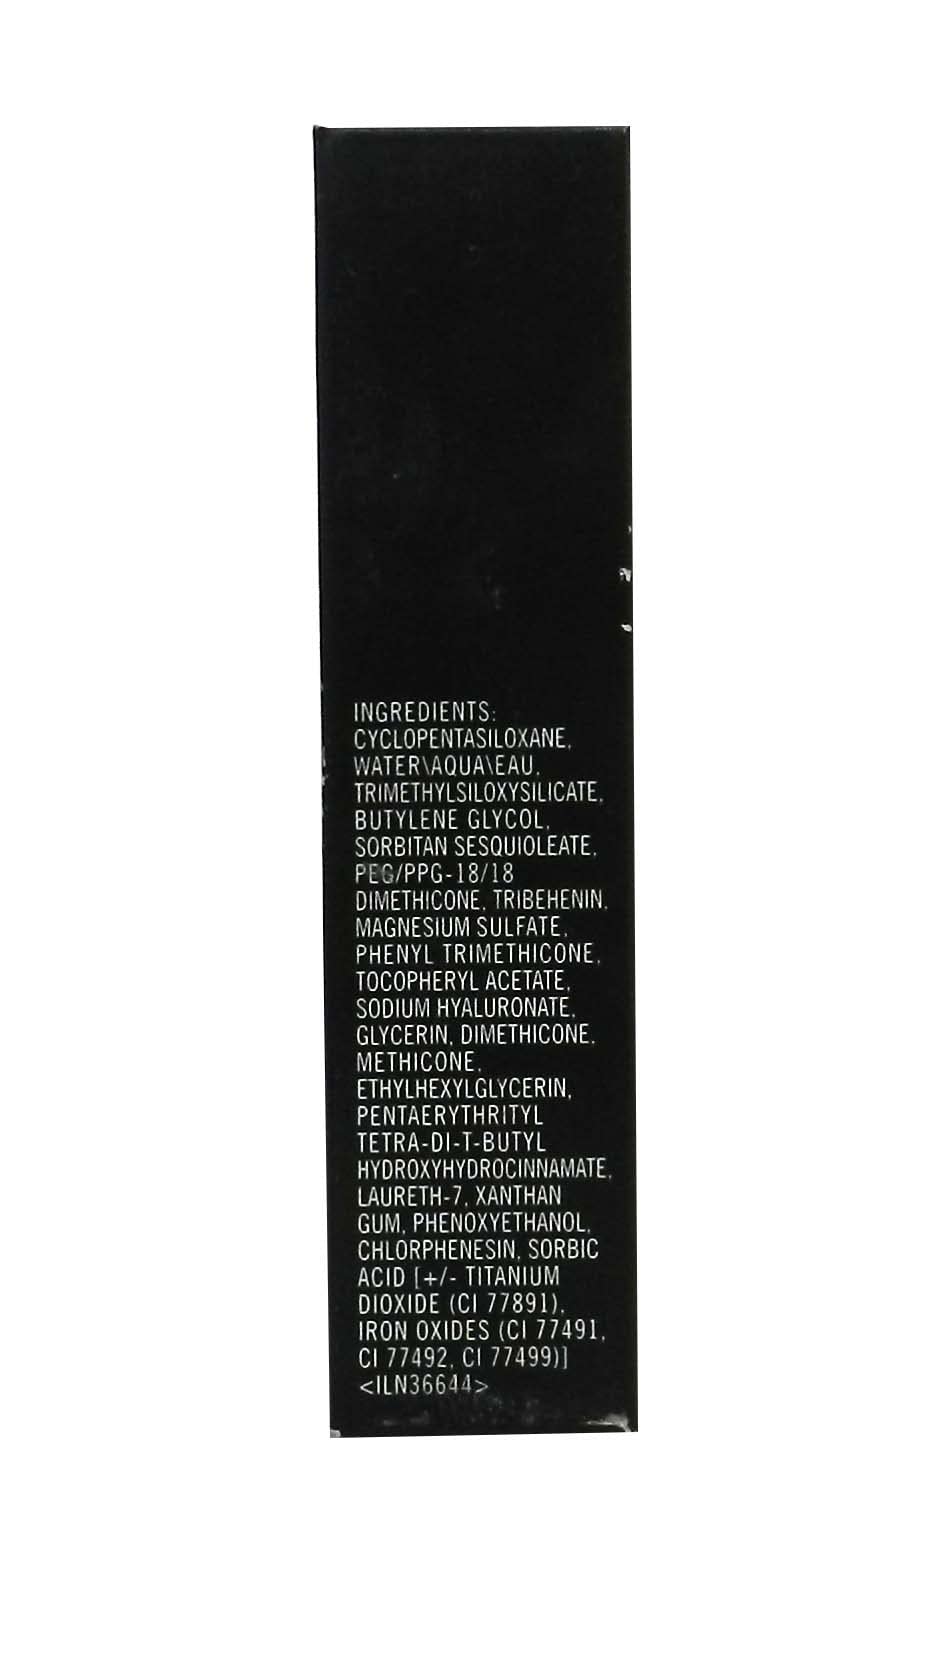 INGREDIENTS:
CYCLOPENTASILOXANE,
WATER\AQUA\EAU,
TRIMETHYLSILOXYSILICATE,
BUTYLENE GLYCOL,
SORBITAN SESQUIOLEATE,
PEG/PPG-18/18
DIMETHICONE, TRIBEHENIN,
MAGNESIUM SULFATE,
PHENYL TRIMETHICONE,
TOCOPHERYL ACETATE,
SODIUM HYALURONATE,
GLYCERIN, DIMETHICONE,
METHICONE,
ETHYLHEXYLGLYCERIN,
PENTAERYTHRITYL
TETRA-DI-T-BUTYL
HYDROXYHYDROCINNAMATE,
LAURETH-7, XANTHAN
GUM, PHENOXYETHANOL,
CHLORPHENESIN, SORBIC
ACID [+/- TITANIUM
DIOXIDE (CI 77891),
IRON OXIDES (CI 77491,
CI 77492, CI 77499)]
<ILN36644>